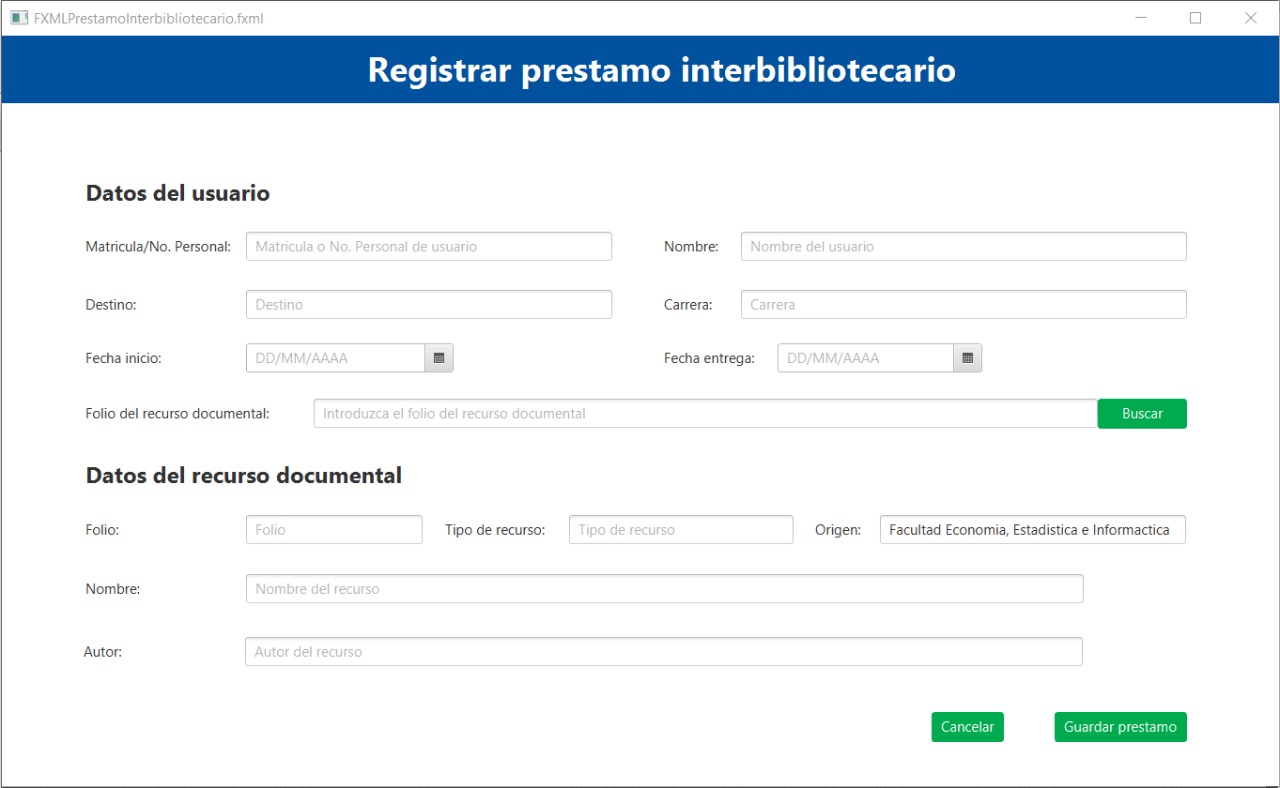 FXMLPrestamoInterbibliotecario.fxml
Registrar prestamo interbibliotecario
Datos del usuario
Matricula/No. Personal: Matricula o No. Personal de usuario Nombre: Nombre del usuario
Destino: Destino Carrera: Carrera
Fecha inicio: DD/MM/AAAA Fecha entrega: DD/MM/AAAA
Folio del recurso documental: Introduzca el folio del recurso documental Buscar
Datos del recurso documental
Folio: Folio Tipo de recurso: Tipo de recurso Origen: Facultad Economia, Estadistica e Informactica
Nombre: Nombre del recurso
Autor: Autor del recurso
Cancelar Guardar prestamo